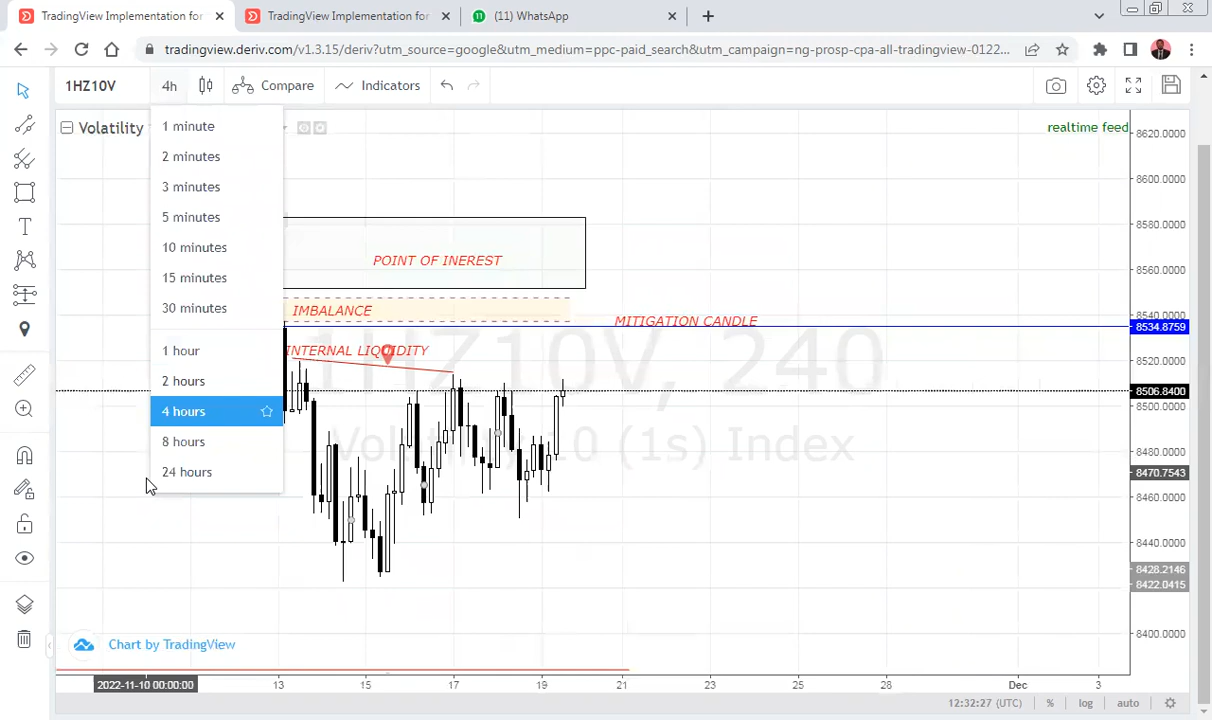 TradingView Implementation for
TradingView Implementation for
(11) WhatsApp
tradingview.deriv.com/v1.3.15/deriv?utm_source=google&utm_medium=ppc-paid_search&utm_campaign=ng-prosp-cpa-all-tradingview-0122...
1HZ10V
4h
Compare
Indicators
Volatility
realtime feed
1 minute
2 minutes
3 minutes
5 minutes
10 minutes
15 minutes
30 minutes
1 hour
2 hours
4 hours
8 hours
24 hours
POINT OF INEREST
IMBALANCE
MITIGATION CANDLE
INTERNAL LIQUIDITY
1HZ10V, 240
Volatility 10 (1s) Index
8620.0000
8600.0000
8580.0000
8560.0000
8540.0000
8534.8759
8520.0000
8506.8400
8500.0000
8480.0000
8470.7543
8460.0000
8440.0000
8428.2146
8422.0415
8400.0000
Chart by TradingView
2022-11-10 00:00:00
13
15
17
19
21
23
25
28
Dec
3
12:32:27 (UTC)
%
log
auto